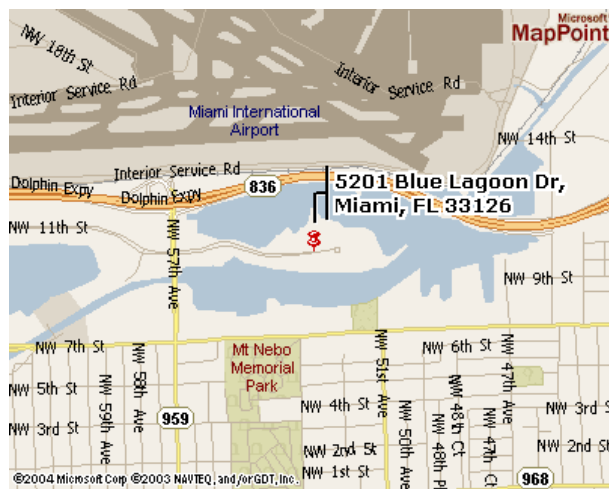 Microsoft
MapPoint
NW 18th St
Interior Service Rd
Interior Service Rd
Miami International
Airport
NW 14th St
Interior Service Rd
Dolphin Expy
Dolphin Expy
836
5201 Blue Lagoon Dr,
Miami, FL 33126
NW 11th St
NW 57th Ave
NW 9th St
NW 7th St
Mt Nebo
Memorial
Park
NW 6th St
NW 51st Ave
NW 47th Ave
NW 5th St
NW 59th Ave
NW 58th Ave
959
NW 4th St
NW 3rd St
NW 3rd St
NW 50th Ave
NW 48th Ct
NW 48th Pl
NW 47th Ct
NW 2nd St
NW 2nd St
NW 1st St
968
©2004 Microsoft Corp ©2003 NAVTEQ, and/or GDT, Inc.